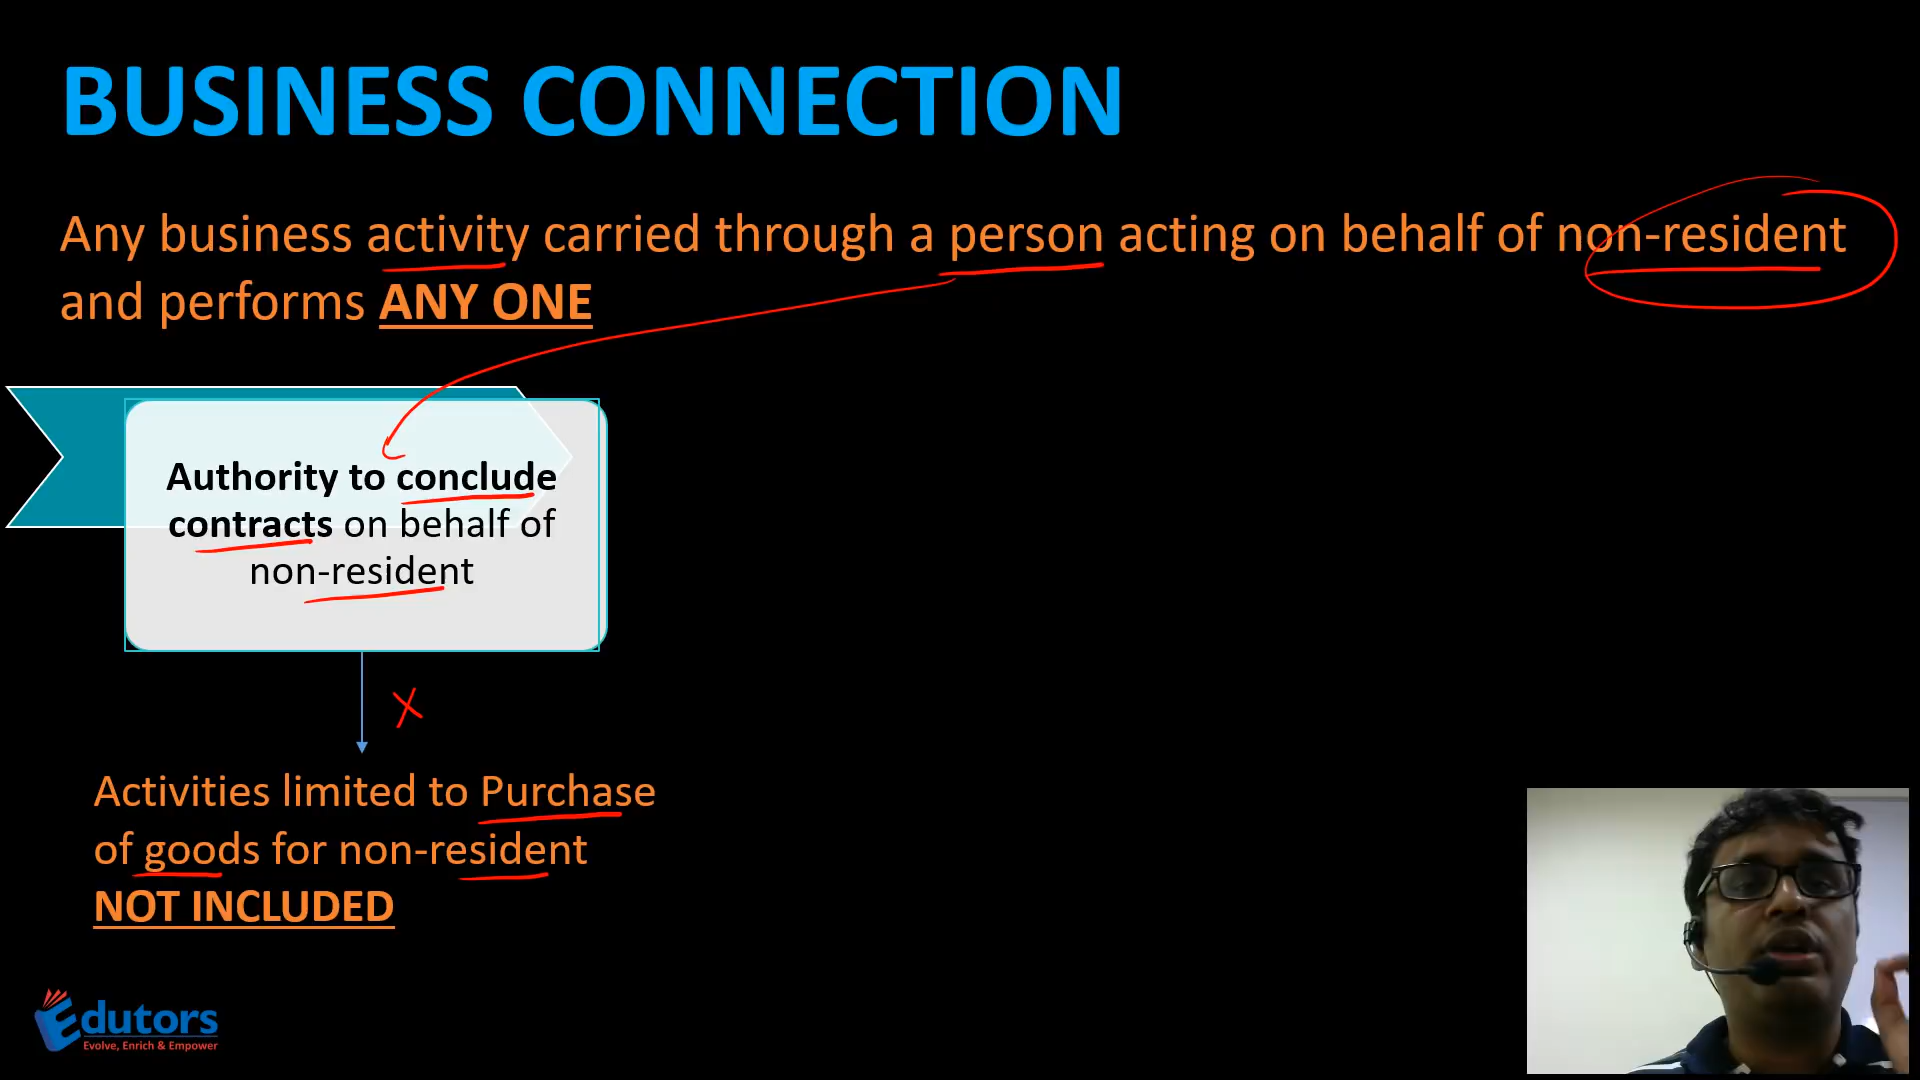 BUSINESS CONNECTION
Any business activity carried through a person acting on behalf of non-resident
and performs ANY ONE
Authority to conclude
contracts on behalf of
non-resident
X
Activities limited to Purchase
of goods for non-resident
NOT INCLUDED
Edutors
Evolve, Enrich & Empower